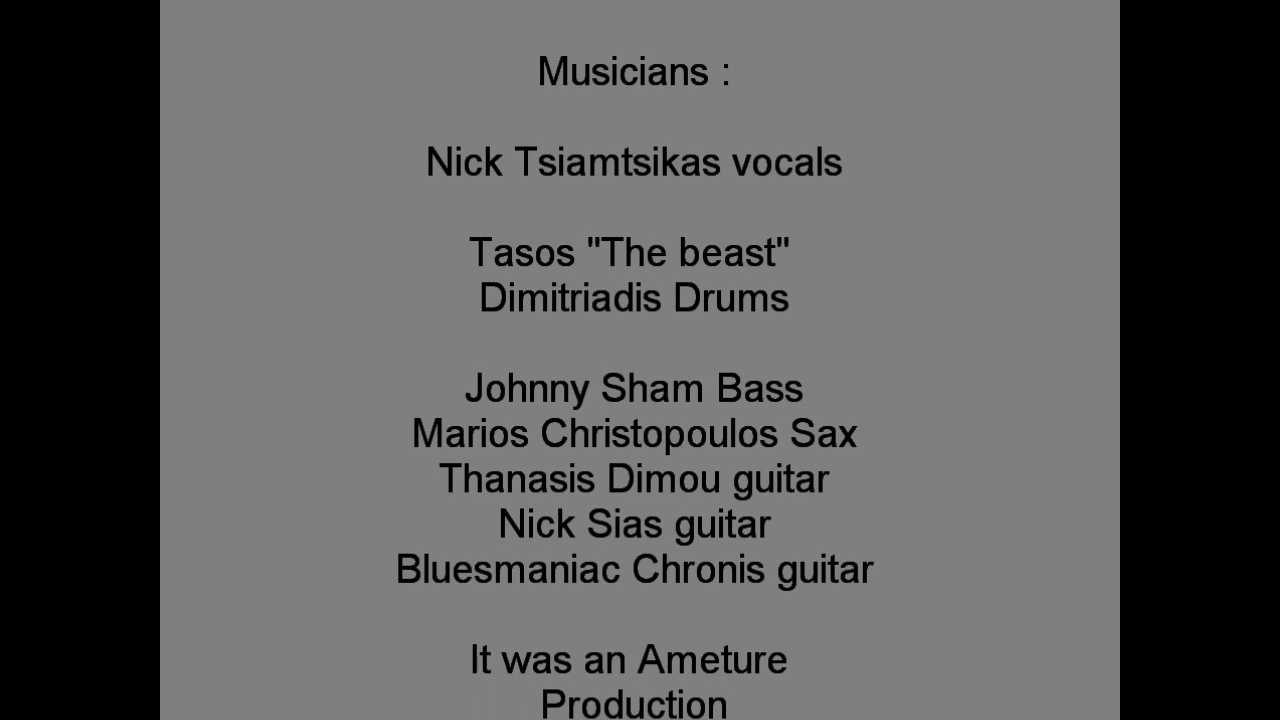 Musicians :
Nick Tsiamtsikas vocals
Tasos "The beast"
Dimitriadis Drums
Johnny Sham Bass
Marios Christopoulos Sax
Thanasis Dimou guitar
Nick Sias guitar
Bluesmaniac Chronis guitar
It was an Ameture
Production